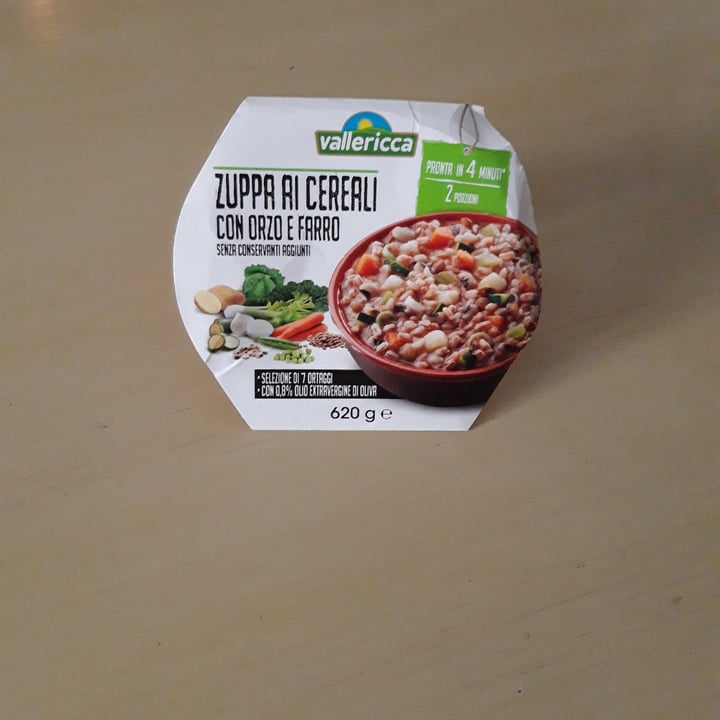 vallericca
ZUPPA AI CEREALI
CON ORZO E FARRO
SENZA CONSERVANTI AGGIUNTI
PRONTA IN 4 MINUTI*
2 PORZIONI
• SELEZIONE DI 7 ORTAGGI
• CON 0,8% OLIO EXTRAVERGINE DI OLIVA
620 g ℮